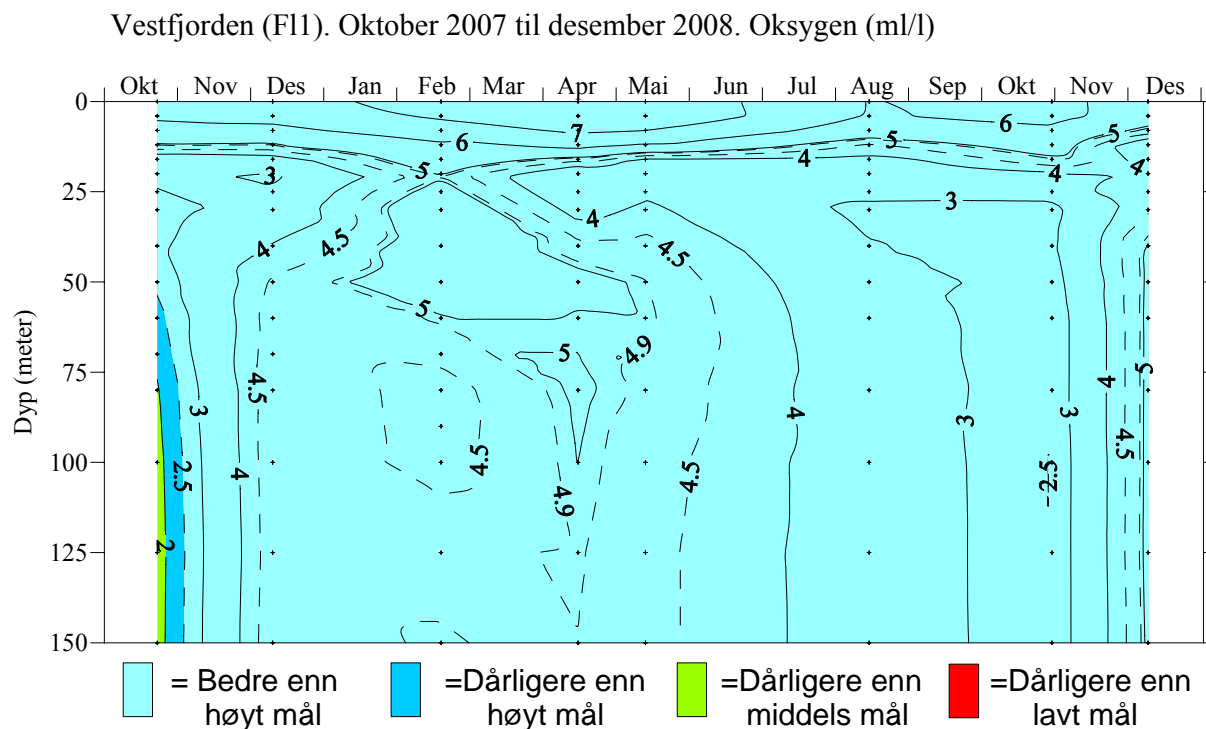 Vestfjorden (Fl1). Oktober 2007 til desember 2008. Oksygen (ml/l)
Okt Nov Des Jan Feb Mar Apr Mai Jun Jul Aug Sep Okt Nov Des
0
25
50
75
100
125
150
Dyp (meter)
7 6 5 6 5
5 4 4 4
3 3
4 4.5 4 4.5
5 5 4.9
4.5 4 5
3 4 3 3
2.5 4 4.5 4.5 2.5 4.5
4.9
2
= Bedre enn
høyt mål
=Dårligere enn
høyt mål
=Dårligere enn
middels mål
=Dårligere enn
lavt mål